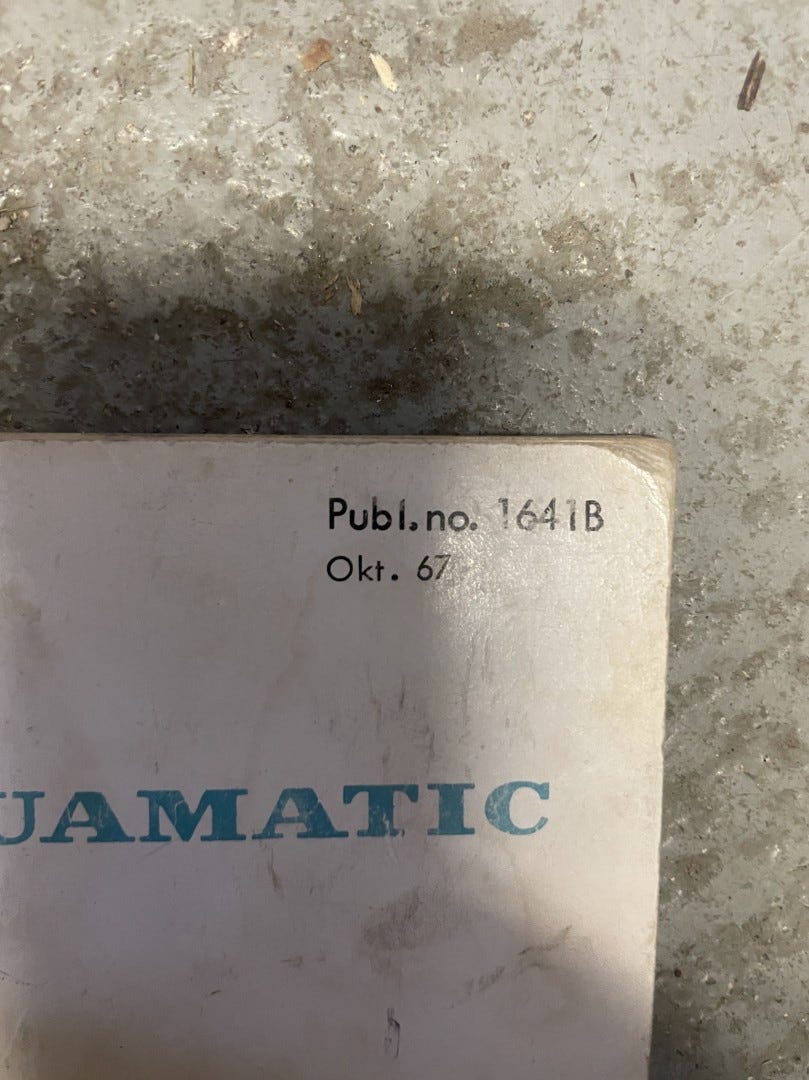 Publ.no. 1641B
Okt. 67
UAMATIC